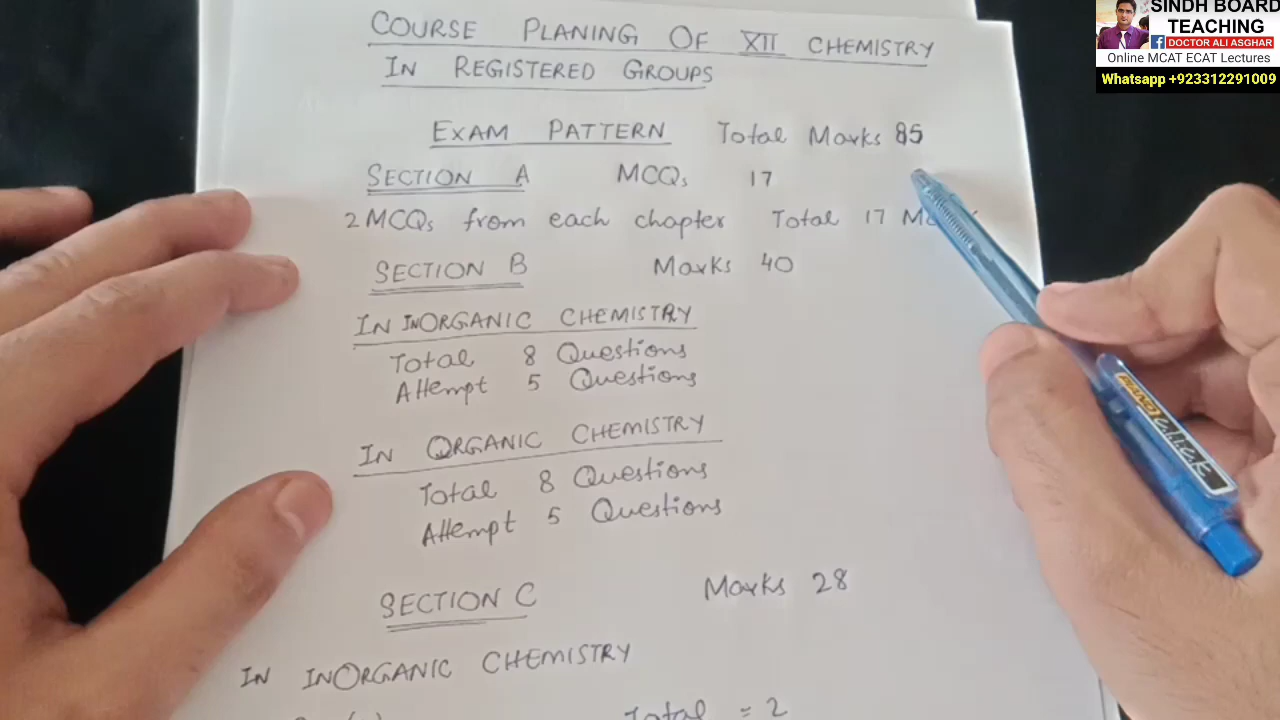 COURSE PLANING OF XII CHEMISTRY
IN REGISTERED GROUPS
EXAM PATTERN Total Marks 85
SECTION A MCQs 17
2 MCQs from each chapter Total 17
SECTION B Marks 40
IN INORGANIC CHEMISTRY
Total 8 Questions
Attempt 5 Questions
IN ORGANIC CHEMISTRY
Total 8 Questions
Attempt 5 Questions
SECTION C Marks 28
IN INORGANIC CHEMISTRY
Total = 2
SINDH BOARD
TEACHING
DOCTOR ALI ASGHAR
Online MCAT ECAT Lectures
Whatsapp +923312291009
PIANO click